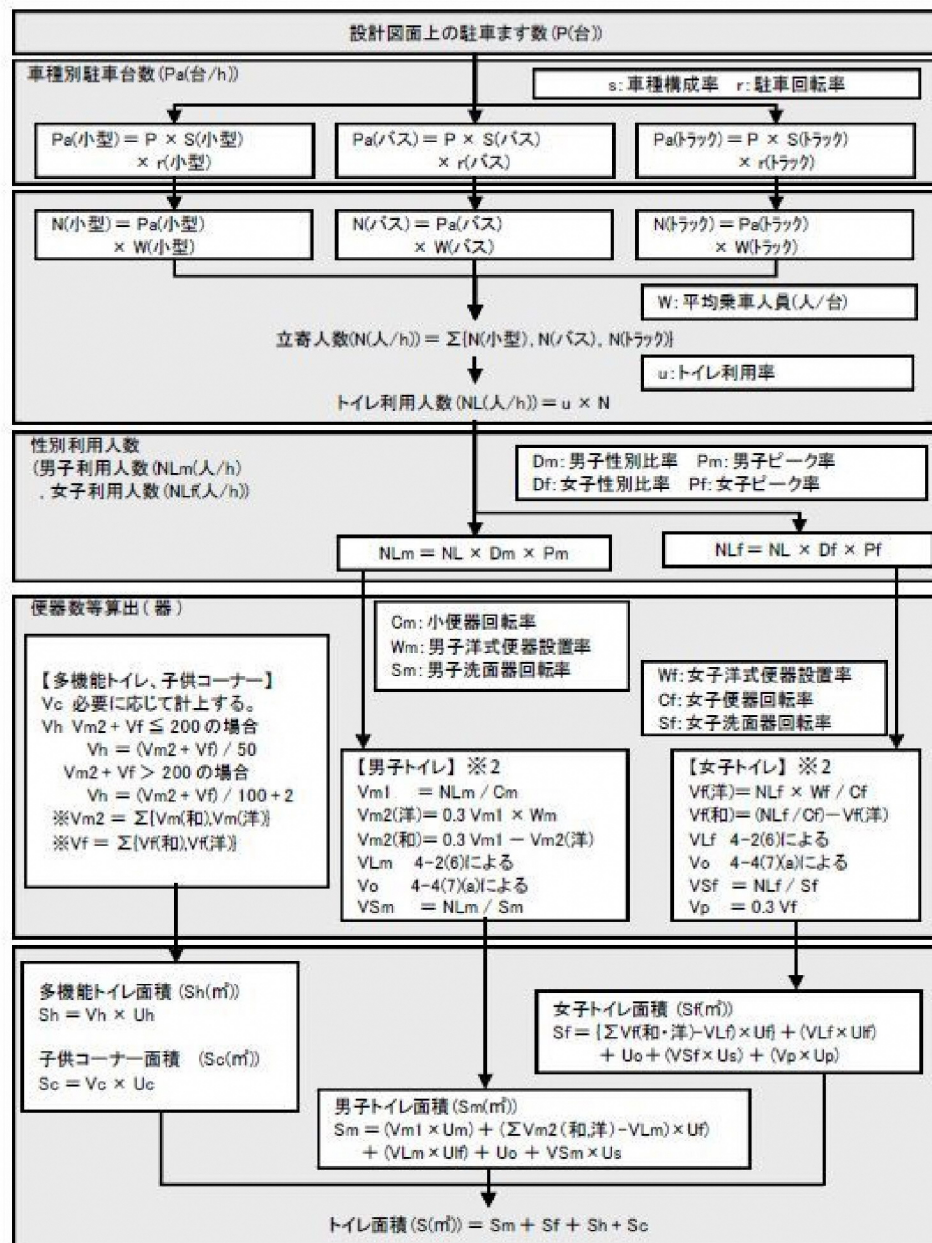 設計図面上の駐車ます数(P(台))
車種別駐車台数(Pa(台/h))
s:車種構成率 r:駐車回転率
Pa(小型)= P × S(小型)
× r(小型)
Pa(バス)= P × S(バス)
× r(バス)
Pa(トラック)= P × S(トラック)
× r(トラック)
N(小型)= Pa(小型)
× W(小型)
N(バス)= Pa(バス)
× W(バス)
N(トラック)= Pa(トラック)
× W(トラック)
W:平均乗車人員(人/台)
立寄人数(N(人/h))= Σ{N(小型), N(バス), N(トラック)}
u:トイレ利用率
トイレ利用人数(NL(人/h))= u × N
性別利用人数
(男子利用人数(NLm(人/h)
, 女子利用人数(NLf(人/h))
Dm:男子性別比率 Pm:男子ピーク率
Df:女子性別比率 Pf:女子ピーク率
NLm = NL × Dm × Pm
NLf = NL × Df × Pf
便器数等算出(器)
Cm:小便器回転率
Wm:男子洋式便器設置率
Sm:男子洗面器回転率
Wf:女子洋式便器設置率
Cf:女子便器回転率
Sf:女子洗面器回転率
【多機能トイレ、子供コーナー】
Vc 必要に応じて計上する。
Vh Vm2 + Vf ≦ 200 の場合
Vh = (Vm2 + Vf) / 50
Vm2 + Vf > 200 の場合
Vh = (Vm2 + Vf) / 100 + 2
※Vm2 = Σ{Vm(和),Vm(洋)}
※Vf = Σ{Vf(和),Vf(洋)}
【男子トイレ】 ※2
Vm1 = NLm / Cm
Vm2(洋)= 0.3 Vm1 × Wm
Vm2(和)= 0.3 Vm1 − Vm2(洋)
VLm 4-2(6)による
Vo 4-4(7)(a)による
VSm = NLm / Sm
【女子トイレ】 ※2
Vf(洋)= NLf × Wf / Cf
Vf(和)= (NLf / Cf)− Vf(洋)
VLf 4-2(6)による
Vo 4-4(7)(a)による
VSf = NLf / Sf
Vp = 0.3 Vf
多機能トイレ面積 (Sh(㎡))
Sh = Vh × Uh
子供コーナー面積 (Sc(㎡))
Sc = Vc × Uc
女子トイレ面積(Sf(㎡))
Sf = {ΣVf(和・洋)-VLf)×Uf} + (VLf×Ulf)
+ Uo + (VSf×Us) + (Vp×Up)
男子トイレ面積(Sm(㎡))
Sm = (Vm1 × Um) + (ΣVm2(和,洋)-VLm)×Uf)
+ (VLm × Ulf) + Uo + VSm×Us
トイレ面積(S(㎡)) = Sm + Sf + Sh + Sc